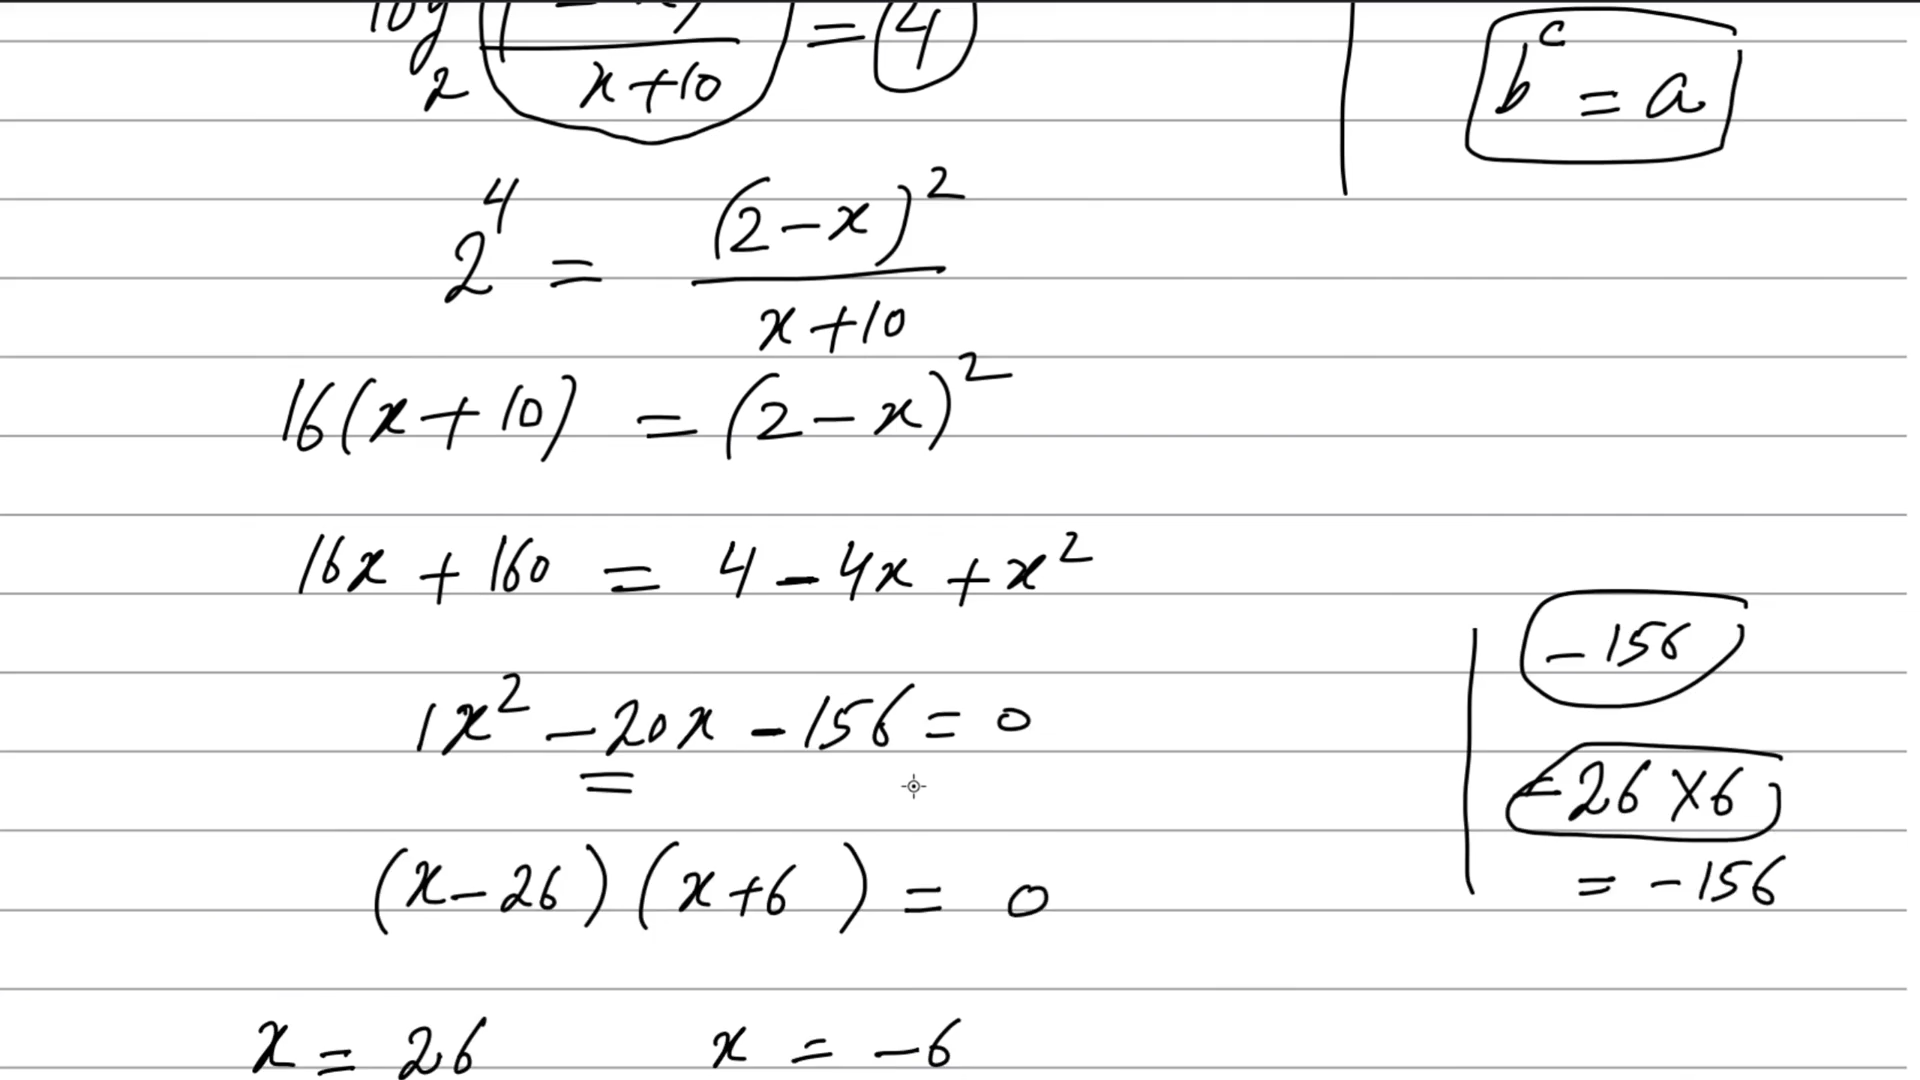 log₂ ( / x+10) = 4
b^c = a
2⁴ = (2-x)² / x+10
16(x+10) = (2-x)²
16x + 160 = 4 - 4x + x²
1x² - 20x - 156 = 0
(x-26)(x+6) = 0
x = 26 x = -6
-156
-26×6
= -156